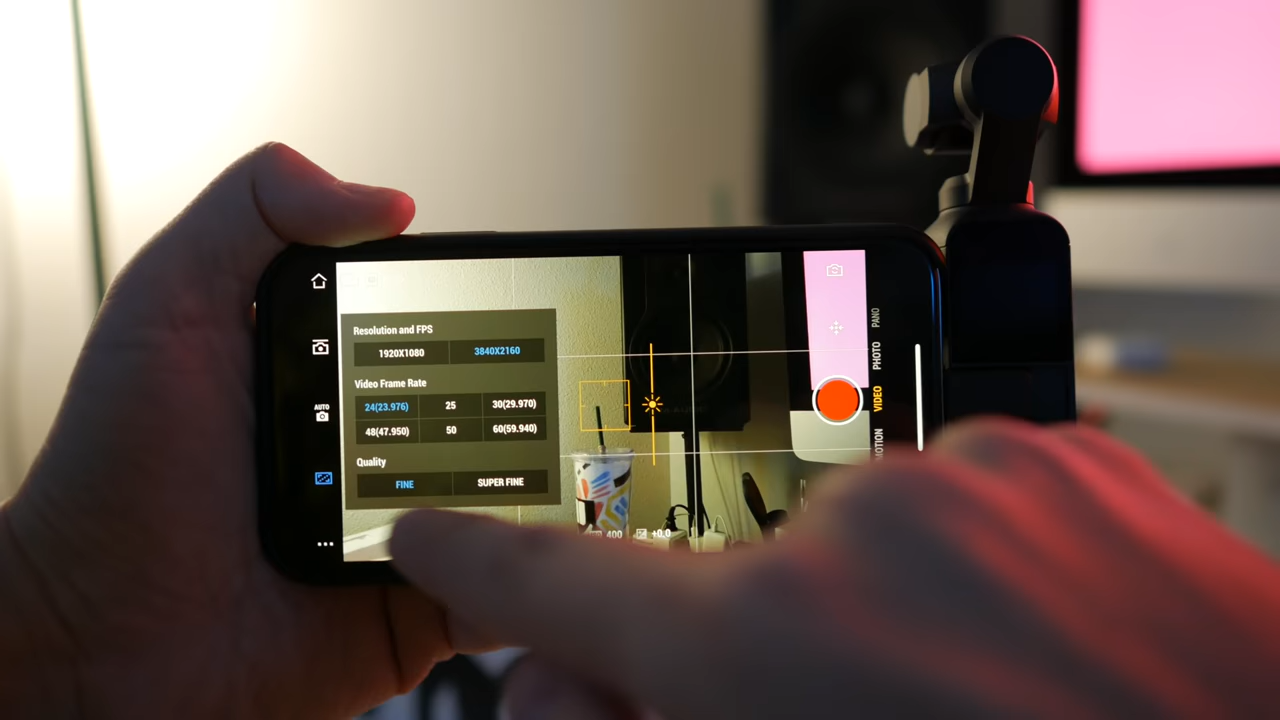 Resolution and FPS
1920X1080 3840X2160
Video Frame Rate
24(23.976) 25 30(29.970)
48(47.950) 50 60(59.940)
Quality
FINE SUPER FINE
AUTO
400 +0.0
PANO
PHOTO
VIDEO
MOTION